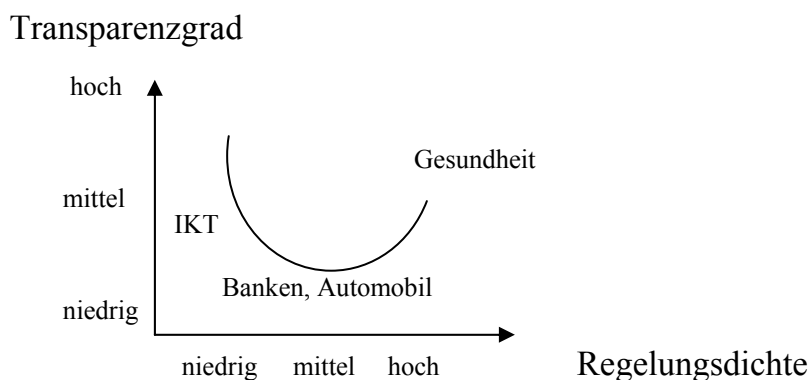 Transparenzgrad
hoch
Gesundheit
mittel
IKT
Banken, Automobil
niedrig
niedrig mittel hoch Regelungsdichte